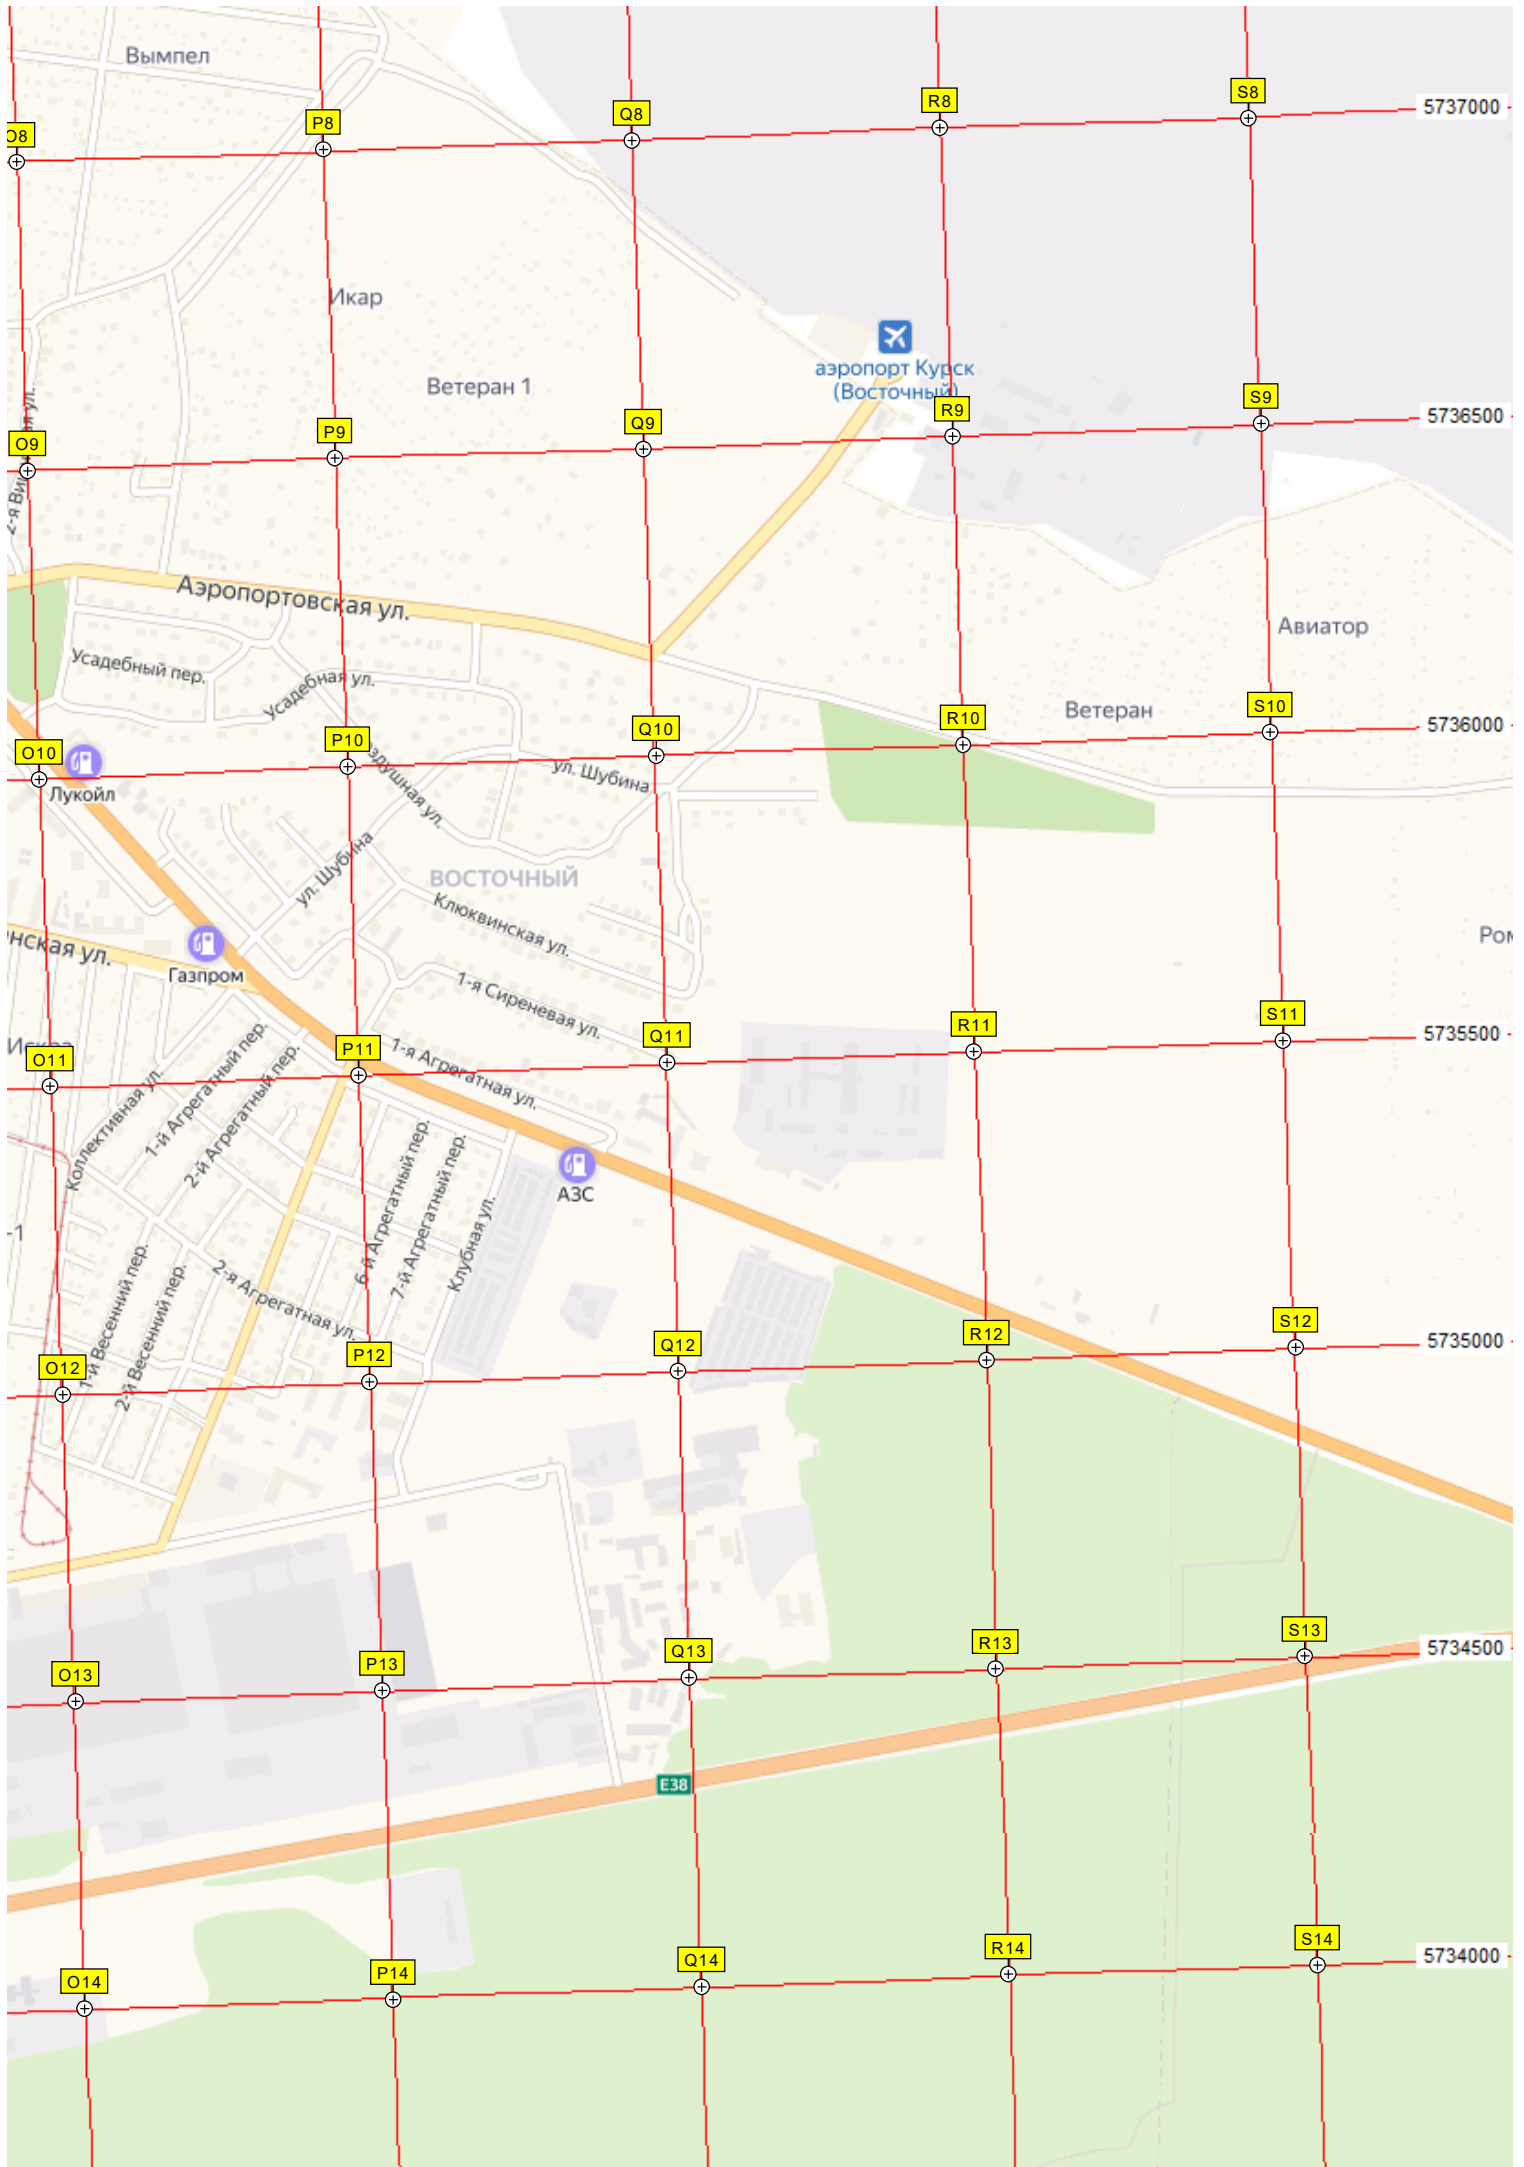 Вымпел
S8
5737000
R8
Q8
P8
O8
Икар
аэропорт Курск
(Восточный)
Ветеран 1
S9
5736500
R9
Q9
P9
O9
Аэропортовская ул.
Авиатор
Усадебный пер.
Усадебная ул.
Ветеран
S10
5736000
R10
Q10
P10
O10
ул. Шубина
Лукойл
ул. Шубина
ВОСТОЧНЫЙ
Клюквинская ул.
Газпром
1-я Сиреневая ул.
S11
5735500
R11
Q11
P11
O11
1-я Агрегатная ул.
Коллективная ул.
1-й Агрегатный пер.
2-й Агрегатный пер.
6-й Агрегатный пер.
7-й Агрегатный пер.
Клубная ул.
АЗС
-1
2-я Агрегатная ул.
1-й Весенний пер.
2-й Весенний пер.
S12
5735000
R12
Q12
P12
O12
S13
5734500
R13
Q13
P13
O13
E38
S14
5734000
R14
Q14
P14
O14